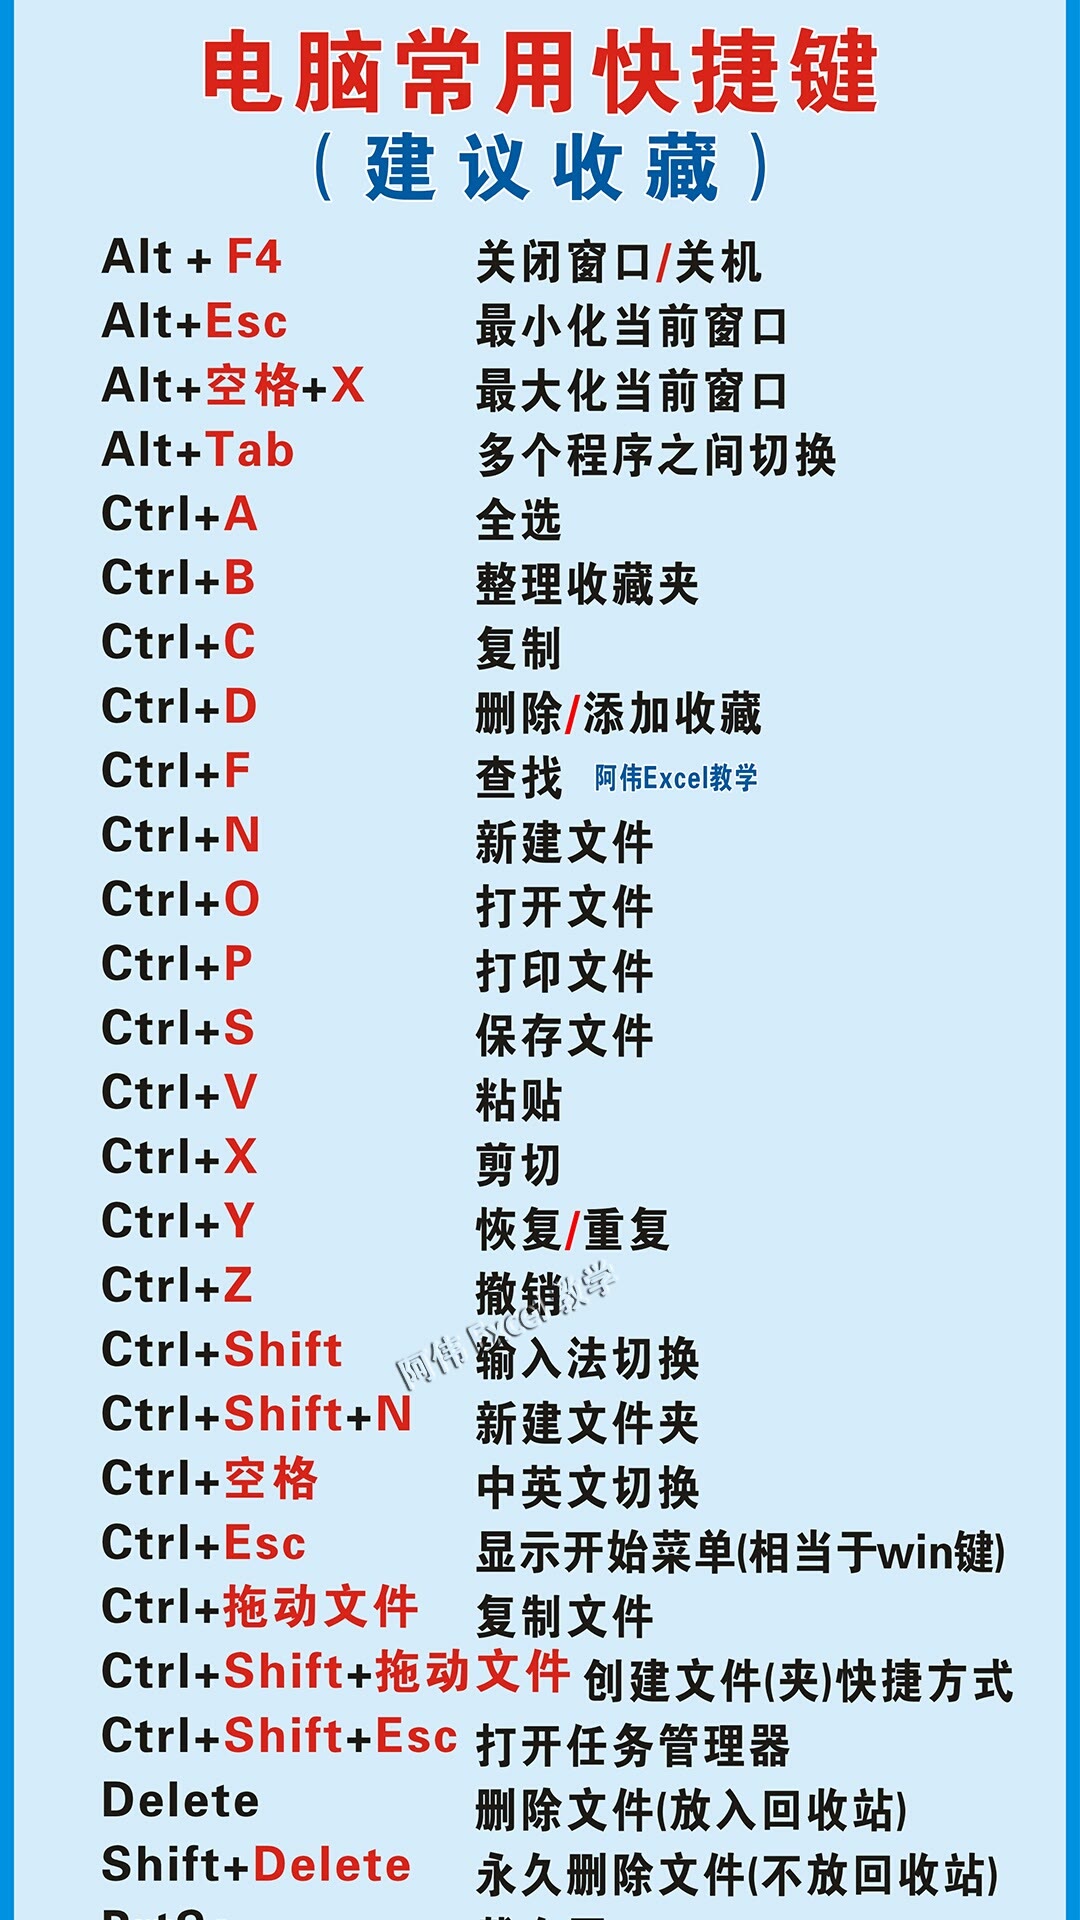 电脑常用快捷键
(建议收藏)
Alt + F4 关闭窗口/关机
Alt+Esc 最小化当前窗口
Alt+空格+X 最大化当前窗口
Alt+Tab 多个程序之间切换
Ctrl+A 全选
Ctrl+B 整理收藏夹
Ctrl+C 复制
Ctrl+D 删除/添加收藏
Ctrl+F 查找 阿伟Excel教学
Ctrl+N 新建文件
Ctrl+O 打开文件
Ctrl+P 打印文件
Ctrl+S 保存文件
Ctrl+V 粘贴
Ctrl+X 剪切
Ctrl+Y 恢复/重复
Ctrl+Z 撤销
阿伟Excel教学
Ctrl+Shift 输入法切换
Ctrl+Shift+N 新建文件夹
Ctrl+空格 中英文切换
Ctrl+Esc 显示开始菜单(相当于win键)
Ctrl+拖动文件 复制文件
Ctrl+Shift+拖动文件 创建文件(夹)快捷方式
Ctrl+Shift+Esc 打开任务管理器
Delete 删除文件(放入回收站)
Shift+Delete 永久删除文件(不放回收站)